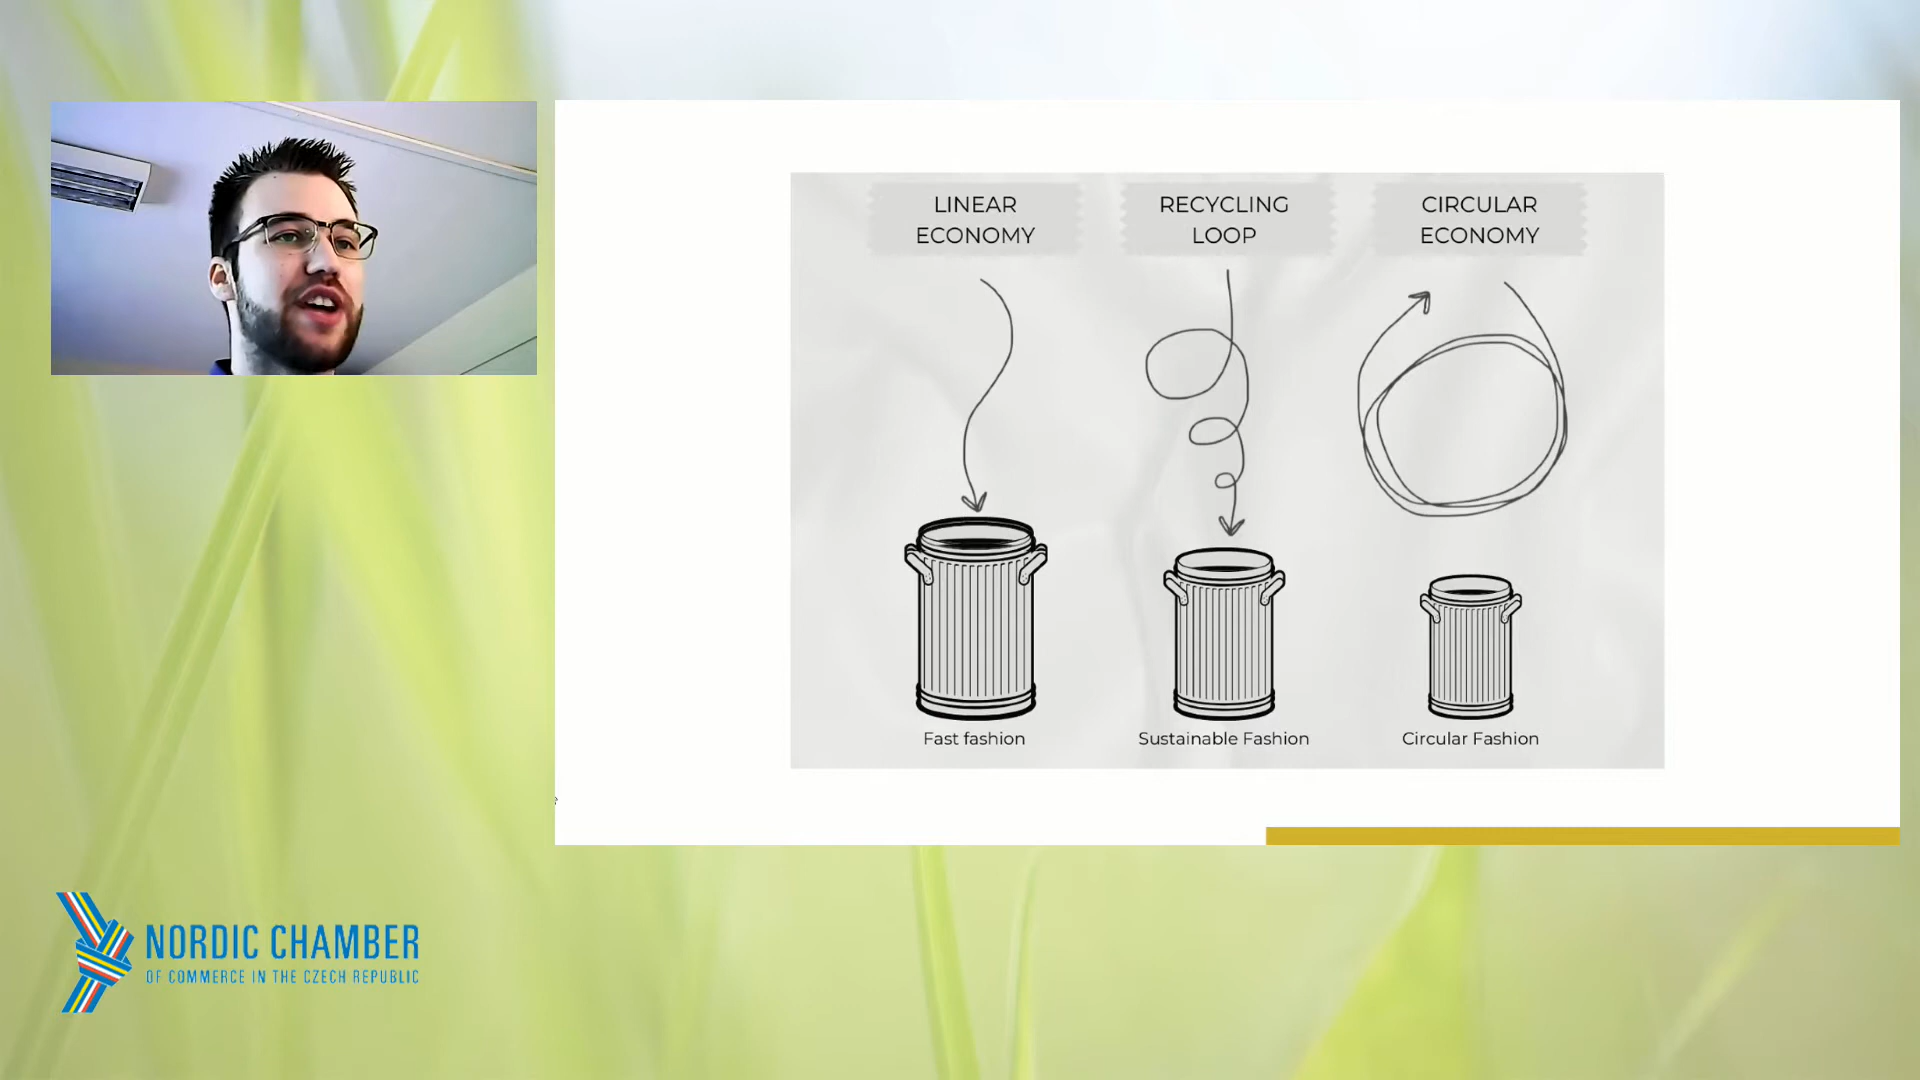 LINEAR
ECONOMY
RECYCLING
LOOP
CIRCULAR
ECONOMY
Fast fashion
Sustainable Fashion
Circular Fashion
NORDIC CHAMBER
OF COMMERCE IN THE CZECH REPUBLIC